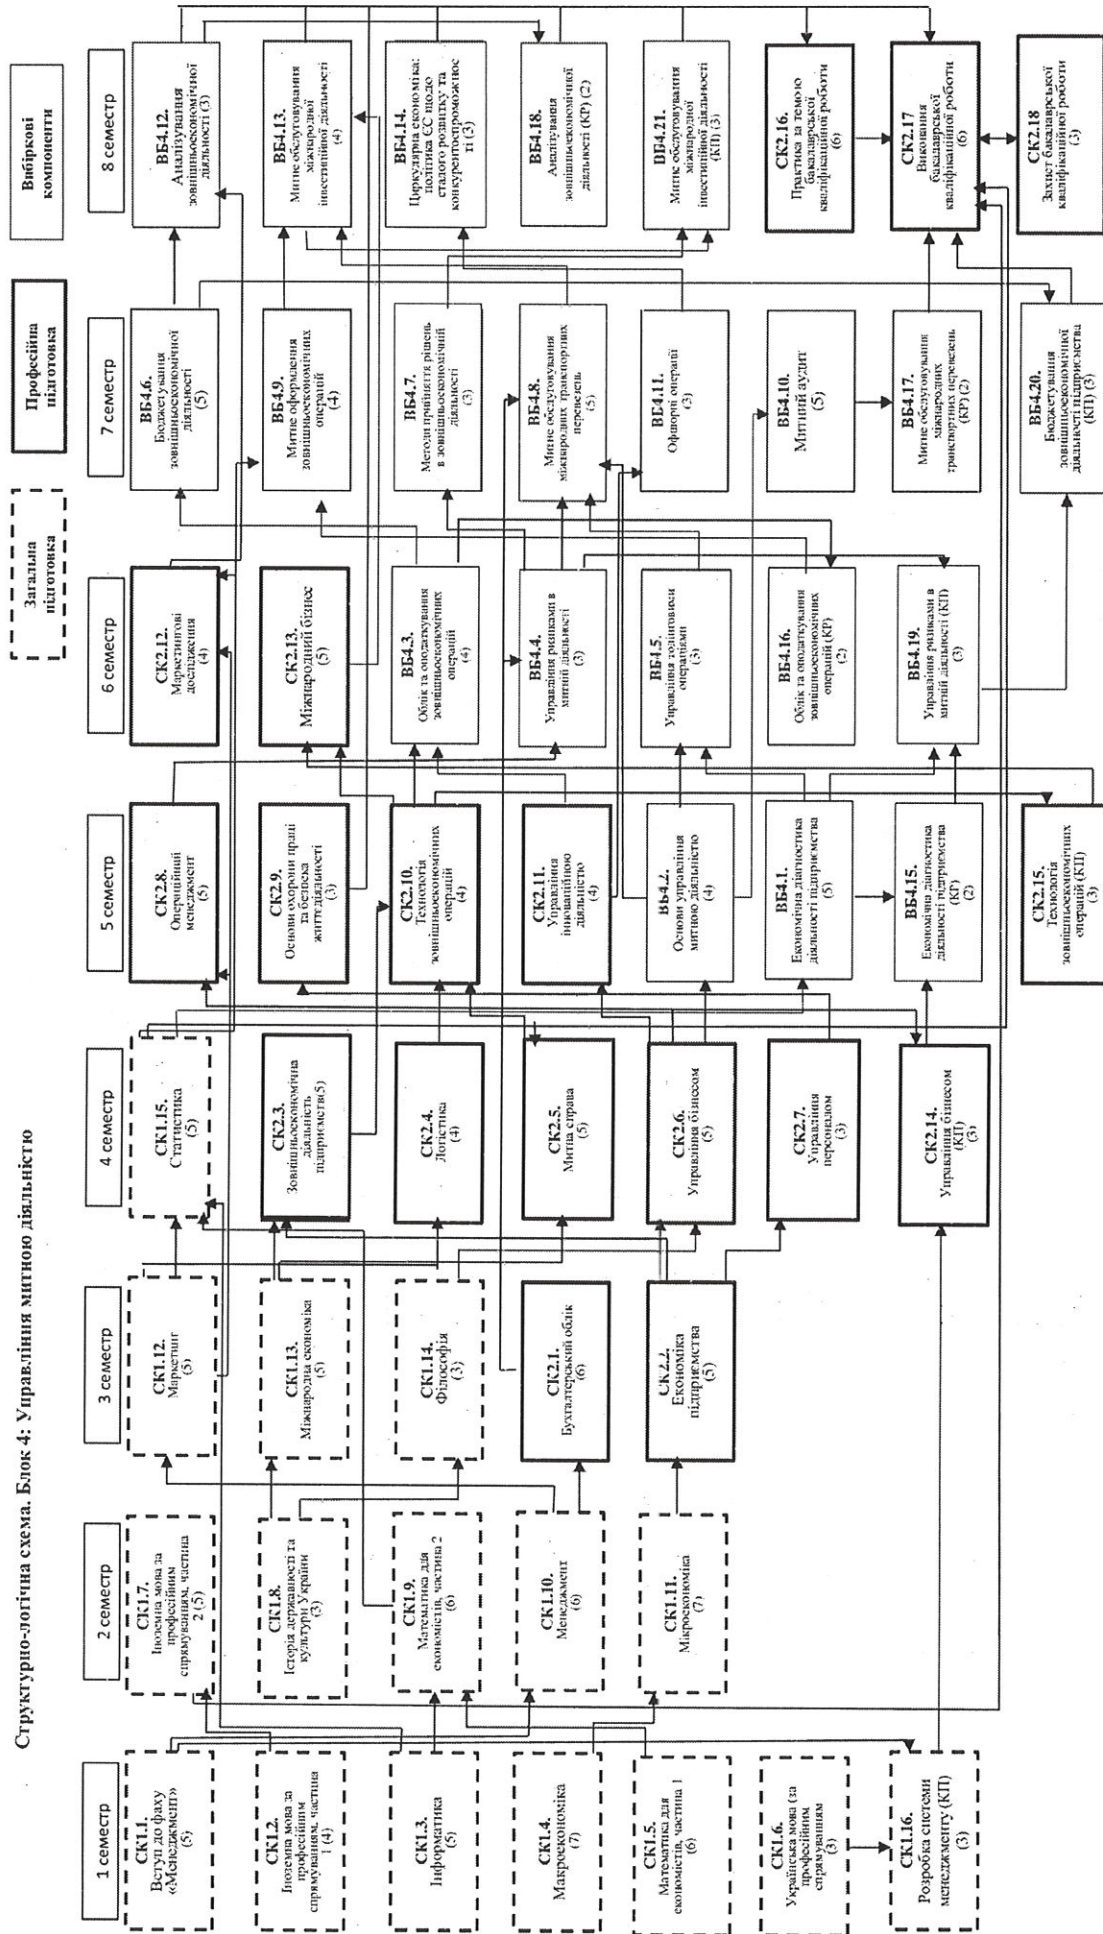 Структурно-логічна схема. Блок 4: Управління митною діяльністю
Загальна
підготовка
Професійна
підготовка
Вибіркові
компоненти
1 семестр
СК1.1.
Вступ до фаху
«Менеджмент»
(5)
СК1.2.
Іноземна мова за
професійним
спрямуванням, частина
1 (4)
СК1.3.
Інформатика
(5)
СК1.4.
Макроекономіка
(7)
СК1.5.
Математика для
економістів, частина 1
(6)
СК1.6.
Українська мова (за
професійним
спрямуванням
(3)
СК1.16.
Розробка системи
менеджменту (КП)
(3)
2 семестр
СК1.7.
Іноземна мова за
професійним
спрямуванням, частина
2 (5)
СК1.8.
Історія державності та
культури України
(3)
СК1.9.
Математика для
економістів, частина 2
(6)
СК1.10.
Менеджмент
(6)
СК1.11.
Мікроекономіка
(7)
3 семестр
СК1.12.
Маркетинг
(5)
СК1.13.
Міжнародна економіка
(5)
СК1.14.
Філософія
(3)
СК2.1.
Бухгалтерський облік
(6)
СК2.2.
Економіка
підприємства
(5)
4 семестр
СК1.15.
Статистика
(5)
СК2.3.
Зовнішньоекономічна
діяльність
підприємств(5)
СК2.4.
Логістика
(4)
СК2.5.
Митна справа
(5)
СК2.6.
Управління бізнесом
(5)
СК2.7.
Управління
персоналом
(3)
СК2.14.
Управління бізнесом
(КП)
(3)
5 семестр
СК2.8.
Операційний
менеджмент
(5)
СК2.9.
Основи охорони праці
та безпека
життєдіяльності
(3)
СК2.10.
Технологія
зовнішньоекономічних
операцій
(4)
СК2.11.
Управління
інноваційною
діяльністю
(4)
ВБ4.2.
Основи управління
митною діяльністю
(4)
ВБ4.1.
Економічна діагностика
діяльності підприємства
(5)
ВБ4.15.
Економічна діагностика
діяльності підприємства
(КР)
(2)
СК2.15.
Технологія
зовнішньоекономічних
операцій (КП)
(3)
6 семестр
СК2.12.
Маркетингові
дослідження
(4)
СК2.13.
Міжнародний бізнес
(5)
ВБ4.3.
Облік та оподаткування
зовнішньоекономічних
операцій
(4)
ВБ4.4.
Управління ризиками в
митній діяльності
(3)
ВБ4.5.
Управління толінговиси
операціями
(3)
ВБ4.16.
Облік та оподаткування
зовнішньоекономічних
операцій (КР)
(2)
ВБ4.19.
Управління ризиками в
митній діяльності (КП)
(3)
7 семестр
ВБ4.6.
Бюджетування
зовнішньоекономічної
діяльності
(5)
ВБ4.9.
Митне оформлення
зовнішньоекономічних
операцій
(4)
ВБ4.7.
Методи прийняття рішень
в зовнішньоекономічній
діяльності
(3)
ВБ4.8.
Митне обслуговування
міжнародних транспортних
перевезень
(5)
ВБ4.11.
Офшорні операції
(3)
ВБ4.10.
Митний аудит
(5)
ВБ4.17.
Митне обслуговування
міжнародних
транспортних перевезень
(КР) (2)
ВБ4.20.
Бюджетування
зовнішньоекономічної
діяльності підприємства
(КП) (3)
8 семестр
ВБ4.12.
Аналізування
зовнішньоекономічної
діяльності (3)
ВБ4.13.
Митне обслуговування
міжнародної
інвестиційної діяльності
(4)
ВБ4.14.
Циркулярна економіка:
політика ЄС щодо
сталого розвитку та
конкурентоспроможнос
ті (3)
ВБ4.18.
Аналізування
зовнішньоекономічної
діяльності (КР) (2)
ВБ4.21.
Митне обслуговування
міжнародної
інвестиційної діяльності
(КП) (3)
СК2.16.
Практика за темою
бакалаврської
кваліфікаційної роботи
(6)
СК2.17
Виконання
бакалаврської
кваліфікаційної роботи
(6)
СК2.18
Захист бакалаврської
кваліфікаційної роботи
(3)